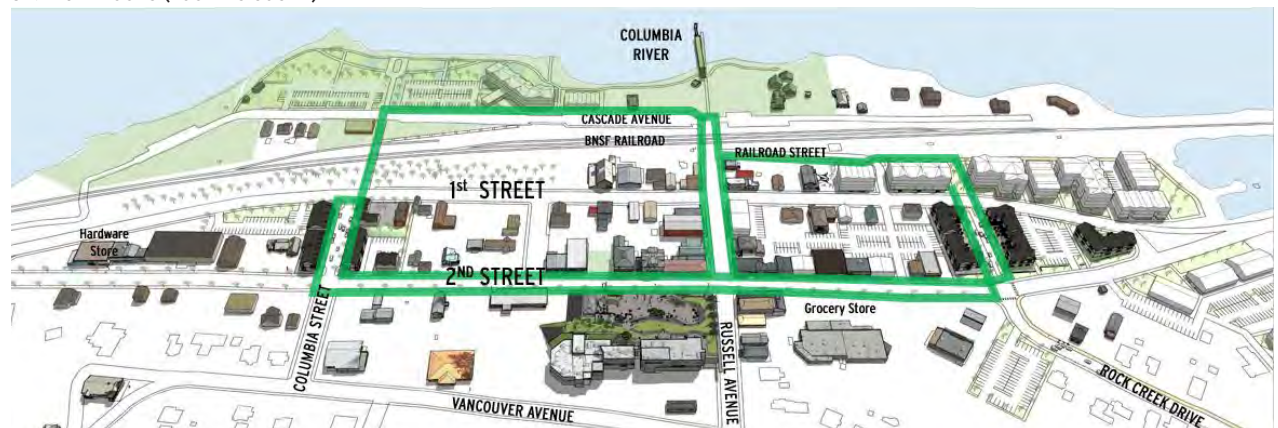 COLUMBIA
RIVER
CASCADE AVENUE
BNSF RAILROAD
RAILROAD STREET
1st STREET
Hardware
Store
2ND STREET
Grocery Store
COLUMBIA STREET
RUSSELL AVENUE
ROCK CREEK DRIVE
VANCOUVER AVENUE